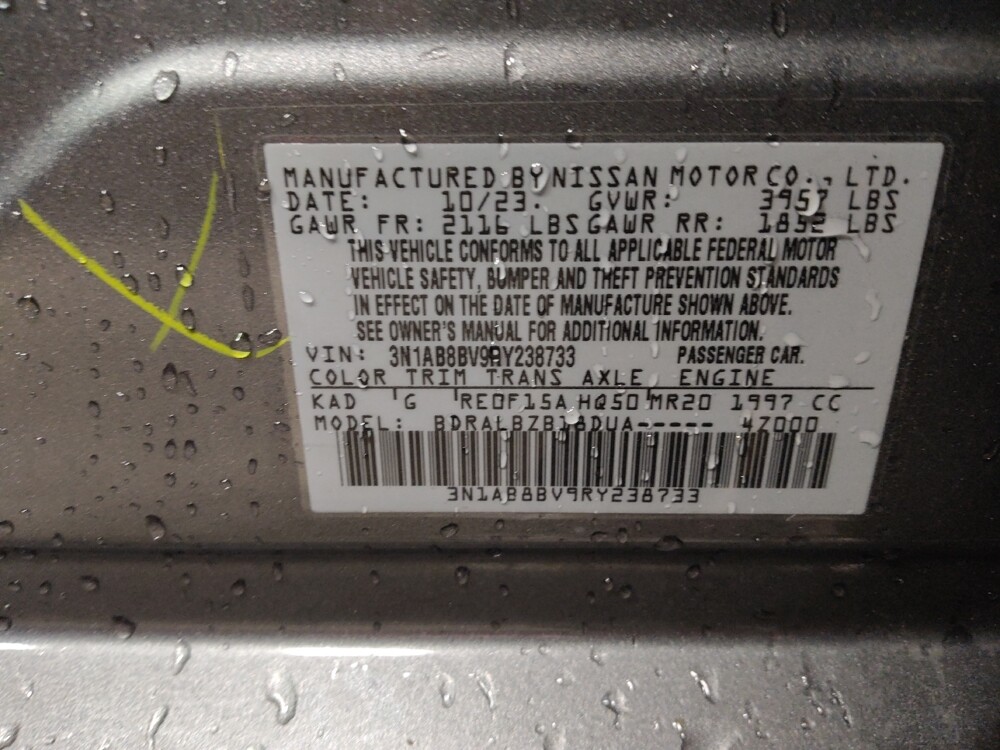 MANUFACTURED BY NISSAN MOTOR CO., LTD.
DATE: 10/23. GVWR: 3957 LBS
GAWR FR: 2116 LBS GAWR RR: 1852 LBS
THIS VEHICLE CONFORMS TO ALL APPLICABLE FEDERAL MOTOR
VEHICLE SAFETY, BUMPER AND THEFT PREVENTION STANDARDS
IN EFFECT ON THE DATE OF MANUFACTURE SHOWN ABOVE.
SEE OWNER'S MANUAL FOR ADDITIONAL INFORMATION.
VIN: 3N1AB8BV9RY238733 PASSENGER CAR.
COLOR TRIM TRANS AXLE ENGINE
KAD G RE0F15A HQ50 MR20 1997 CC
MODEL: BDRALBZB18DUA----- 4Z000
3N1AB8BV9RY238733